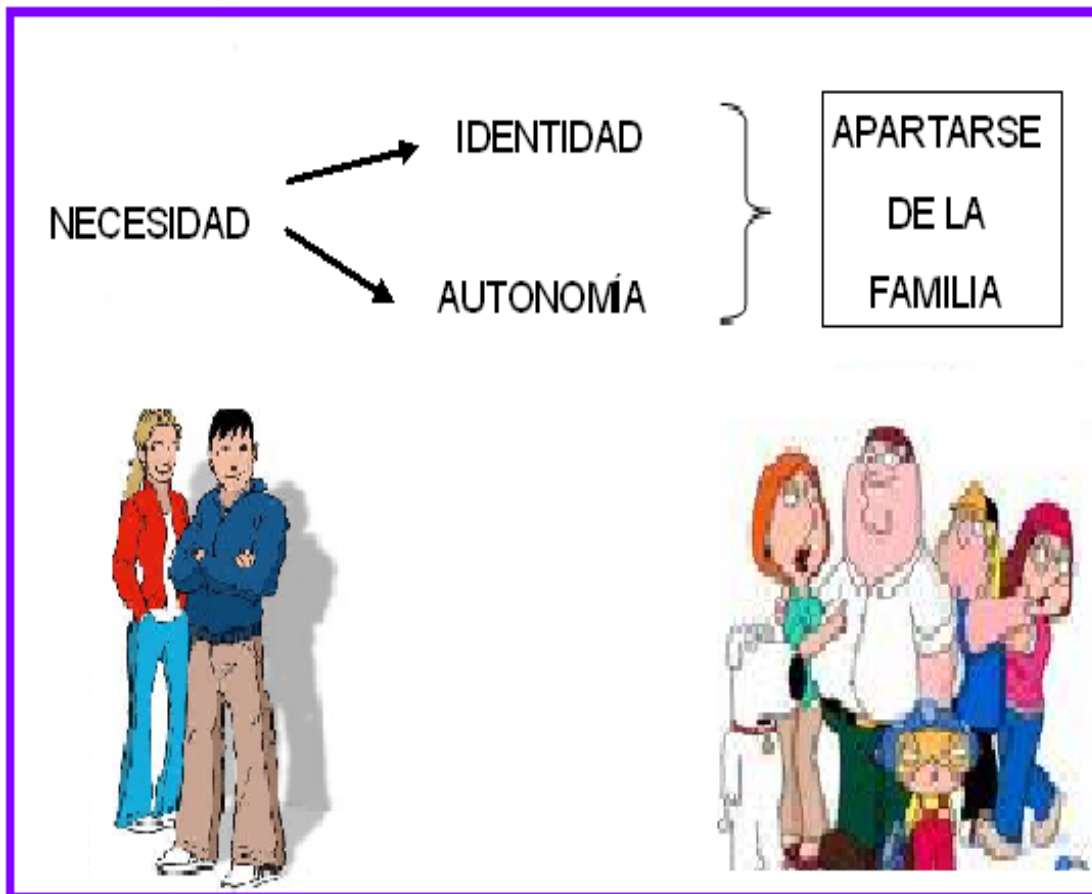 NECESIDAD
IDENTIDAD
AUTONOMÍA
APARTARSE
DE LA
FAMILIA